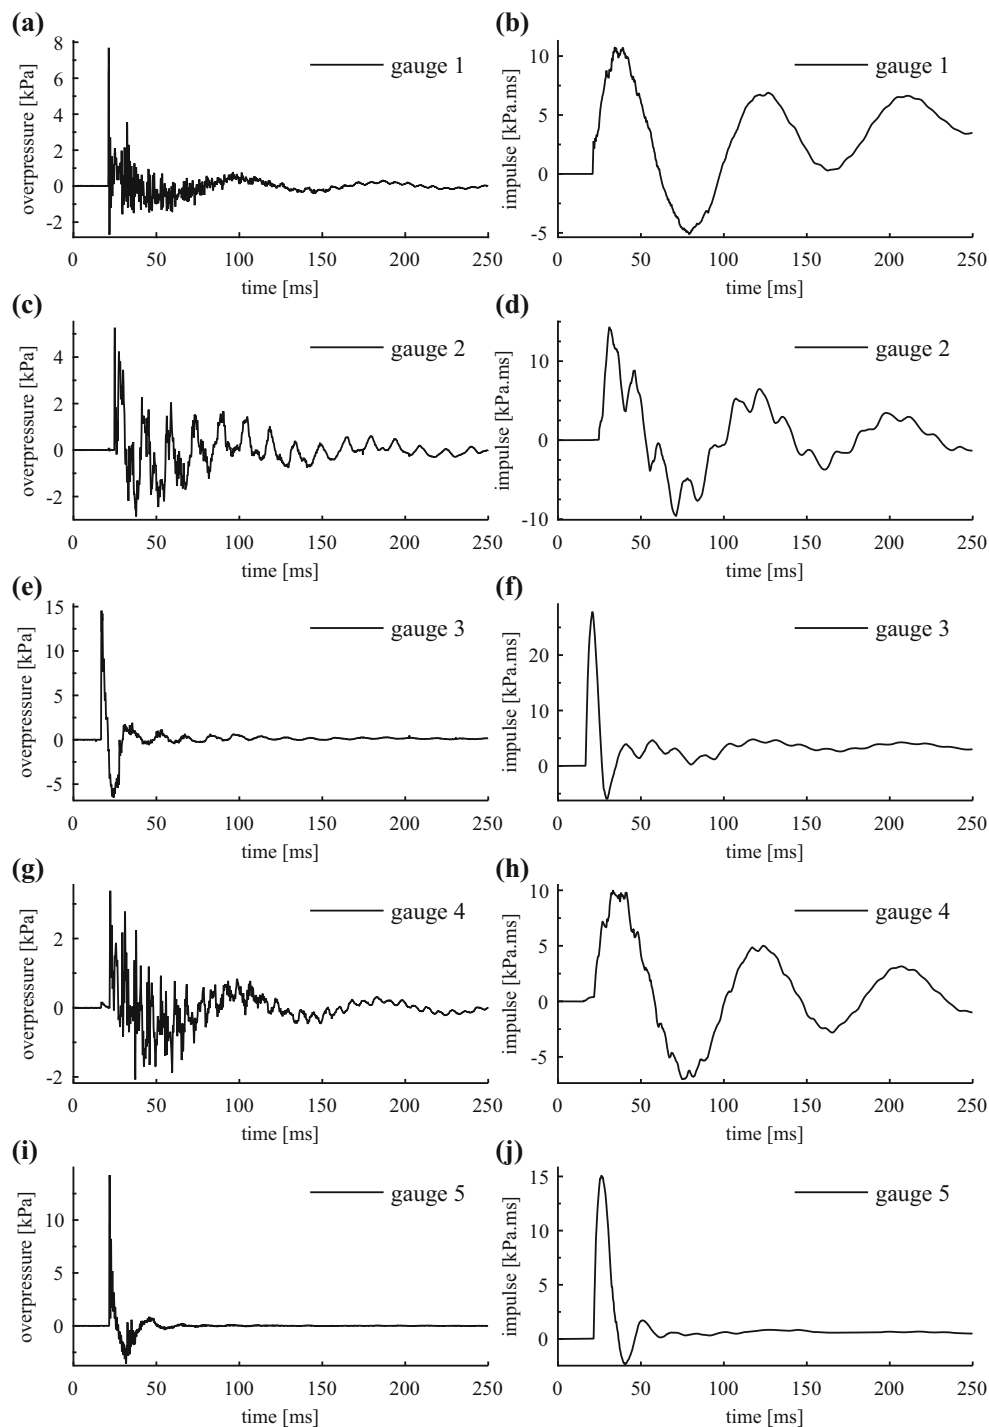 (a)
(b)
overpressure [kPa]
8
6
4
2
0
-2
gauge 1
0 50 100 150 200 250
time [ms]
impulse [kPa.ms]
10
5
0
-5
gauge 1
0 50 100 150 200 250
time [ms]
(c)
(d)
overpressure [kPa]
4
2
0
-2
gauge 2
0 50 100 150 200 250
time [ms]
impulse [kPa.ms]
10
0
-10
gauge 2
0 50 100 150 200 250
time [ms]
(e)
(f)
overpressure [kPa]
15
10
5
0
-5
gauge 3
0 50 100 150 200 250
time [ms]
impulse [kPa.ms]
20
10
0
gauge 3
0 50 100 150 200 250
time [ms]
(g)
(h)
overpressure [kPa]
2
0
-2
gauge 4
0 50 100 150 200 250
time [ms]
impulse [kPa.ms]
10
5
0
-5
gauge 4
0 50 100 150 200 250
time [ms]
(i)
(j)
overpressure [kPa]
10
5
0
gauge 5
0 50 100 150 200 250
time [ms]
impulse [kPa.ms]
15
10
5
0
gauge 5
0 50 100 150 200 250
time [ms]